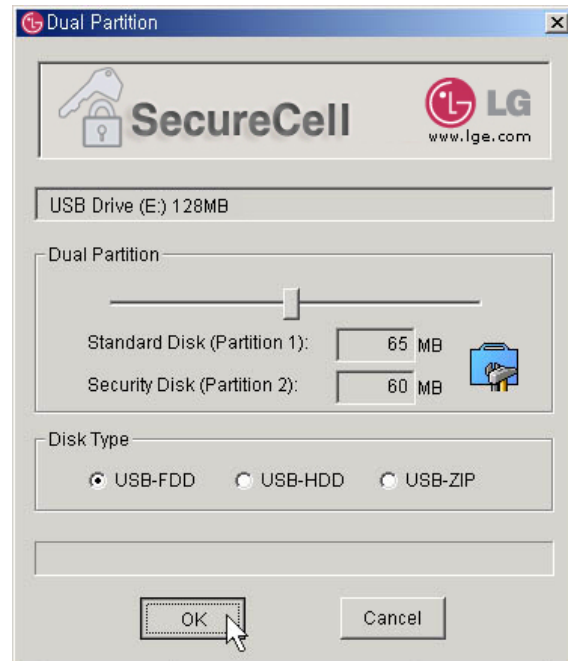 Dual Partition
SecureCell
LG
www.lge.com
USB Drive (E:) 128MB
Dual Partition
Standard Disk (Partition 1): 65 MB
Security Disk (Partition 2): 60 MB
Disk Type
USB-FDD USB-HDD USB-ZIP
OK Cancel